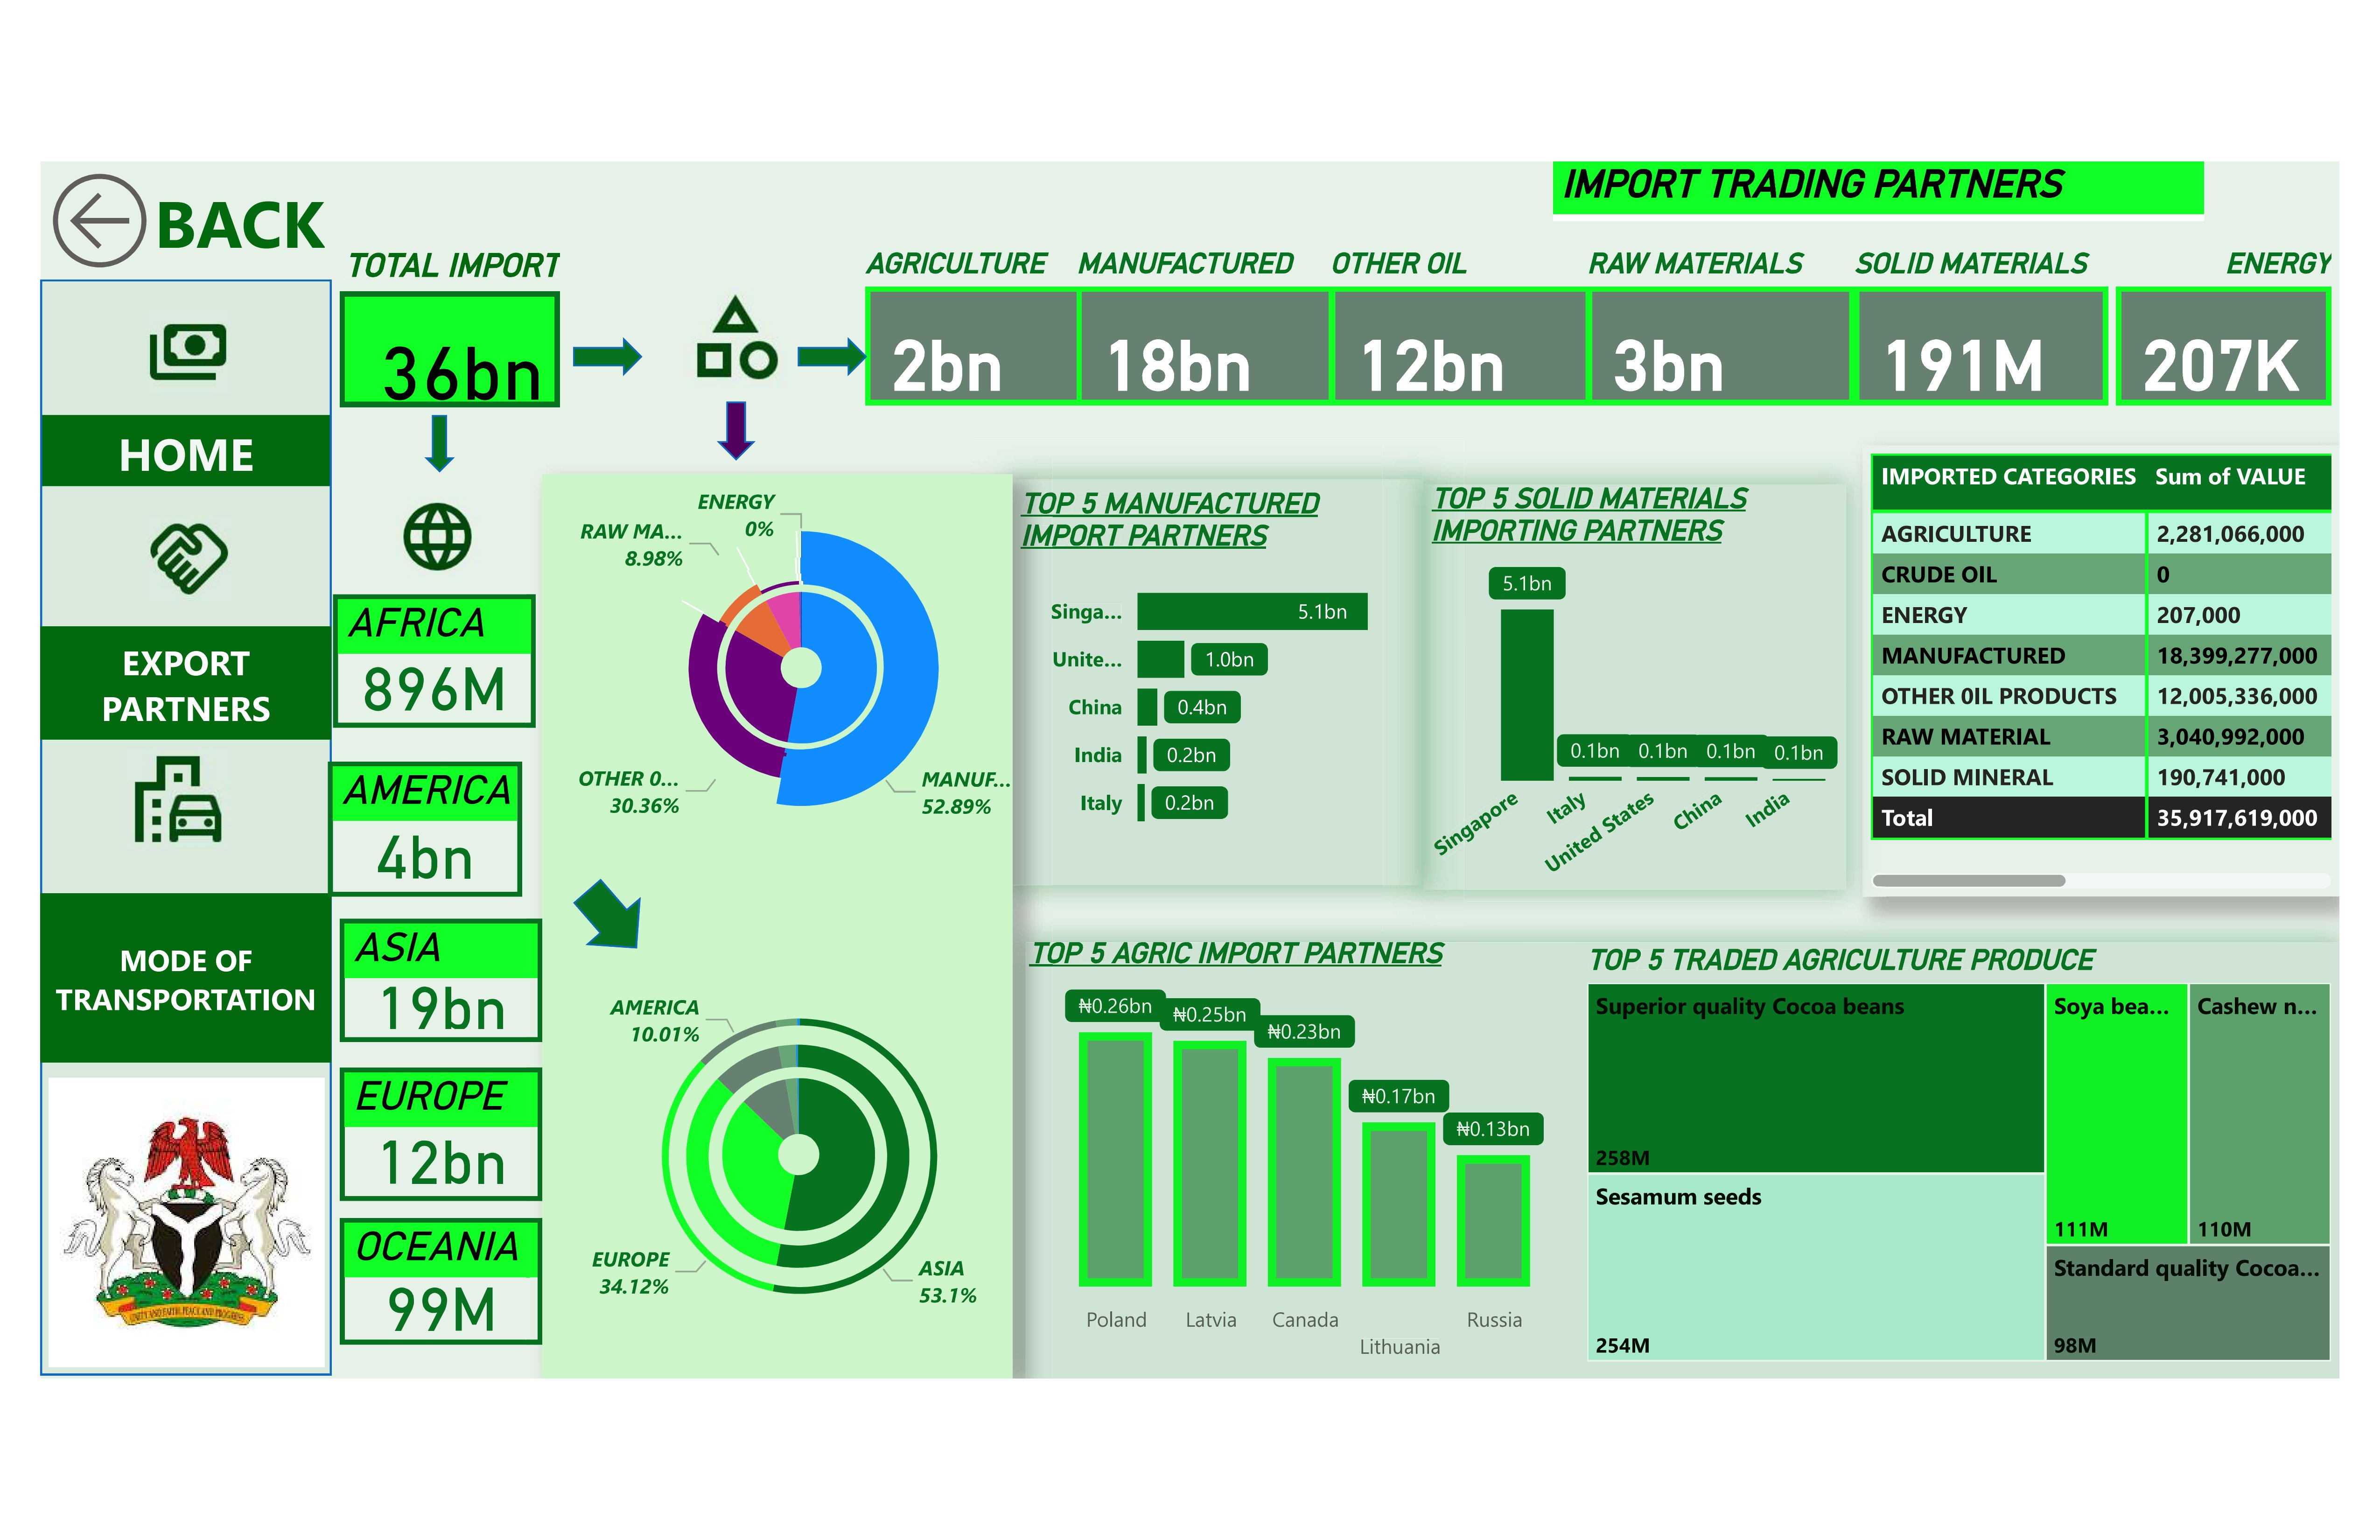 IMPORT TRADING PARTNERS
BACK
TOTAL IMPORT
36bn
AGRICULTURE
2bn
MANUFACTURED
18bn
OTHER OIL
12bn
RAW MATERIALS
3bn
SOLID MATERIALS
191M
ENERGY
207K
HOME
EXPORT
PARTNERS
MODE OF
TRANSPORTATION
UNITY AND FAITH, PEACE AND PROGRESS
AFRICA
896M
AMERICA
4bn
ASIA
19bn
EUROPE
12bn
OCEANIA
99M
ENERGY
0%
RAW MA...
8.98%
OTHER 0...
30.36%
MANUF...
52.89%
AMERICA
10.01%
EUROPE
34.12%
ASIA
53.1%
TOP 5 MANUFACTURED
IMPORT PARTNERS
Singa... 5.1bn
Unite... 1.0bn
China 0.4bn
India 0.2bn
Italy 0.2bn
TOP 5 SOLID MATERIALS
IMPORTING PARTNERS
5.1bn
0.1bn 0.1bn 0.1bn 0.1bn
Singapore
Italy
United States
China
India
IMPORTED CATEGORIES Sum of VALUE
AGRICULTURE 2,281,066,000
CRUDE OIL 0
ENERGY 207,000
MANUFACTURED 18,399,277,000
OTHER 0IL PRODUCTS 12,005,336,000
RAW MATERIAL 3,040,992,000
SOLID MINERAL 190,741,000
Total 35,917,619,000
TOP 5 AGRIC IMPORT PARTNERS
₦0.26bn
₦0.25bn
₦0.23bn
₦0.17bn
₦0.13bn
Poland
Latvia
Canada
Lithuania
Russia
TOP 5 TRADED AGRICULTURE PRODUCE
Superior quality Cocoa beans
258M
Sesamum seeds
254M
Soya bea...
111M
Cashew n...
110M
Standard quality Cocoa...
98M